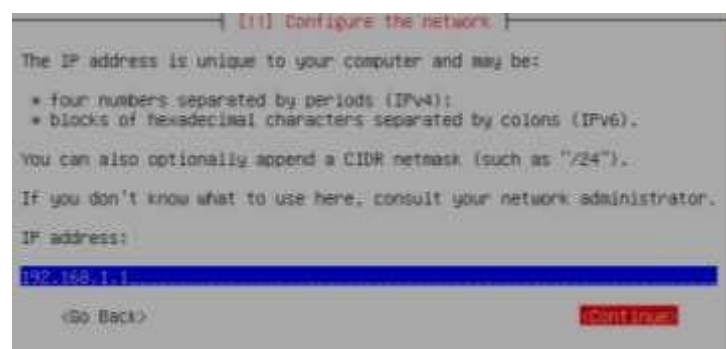 [!!] Configure the network
The IP address is unique to your computer and may be:
* four numbers separated by periods (IPv4);
* blocks of hexadecimal characters separated by colons (IPv6).
You can also optionally append a CIDR netmask (such as "/24").
If you don't know what to use here, consult your network administrator.
IP address:
192.168.1.1
<Go Back>
<Continue>